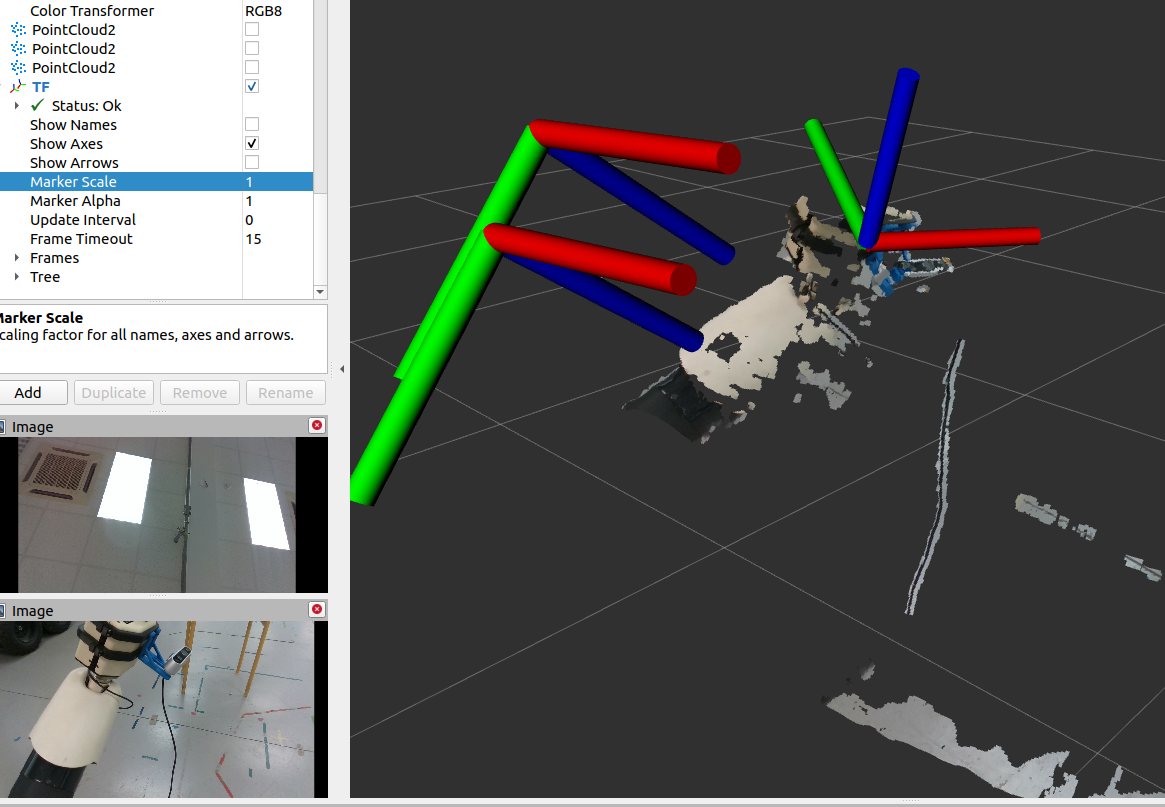 Color Transformer RGB8
PointCloud2
PointCloud2
PointCloud2
TF
Status: Ok
Show Names
Show Axes
Show Arrows
Marker Scale 1
Marker Alpha 1
Update Interval 0
Frame Timeout 15
Frames
Tree
Marker Scale
caling factor for all names, axes and arrows.
Add Duplicate Remove Rename
Image
Image